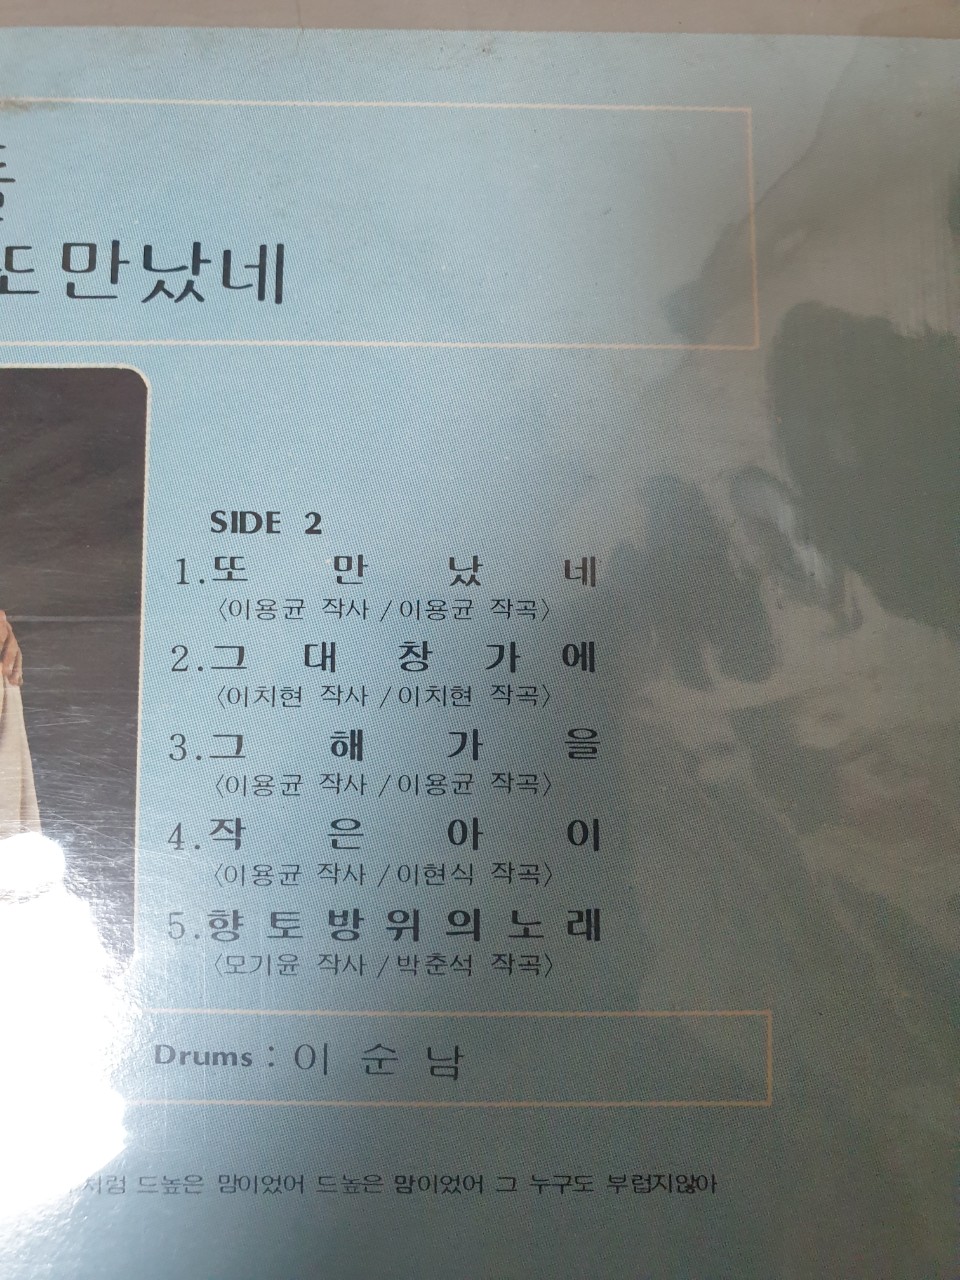 또만났네
SIDE 2
1.또 만 났 네
〈이용균 작사 / 이용균 작곡〉
2.그 대 창 가 에
〈이치현 작사 / 이치현 작곡〉
3.그 해 가 을
〈이용균 작사 / 이용균 작곡〉
4.작 은 아 이
〈이용균 작사 / 이현식 작곡〉
5.향 토 방 위 의 노 래
〈모기윤 작사 / 박춘석 작곡〉
Drums : 이 순 남
처럼 드높은 맘이었어 드높은 맘이었어 그 누구도 부럽지않아